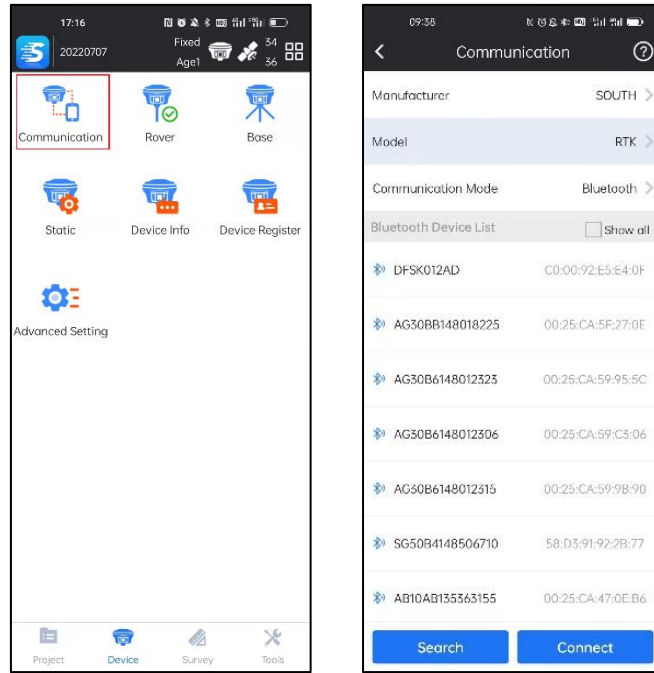 17:16
20220707
Fixed
Age1
34
36
Communication
Rover
Base
Static
Device Info
Device Register
Advanced Setting
Project
Device
Survey
Tools
09:38
Communication
Manufacturer
SOUTH
Model
RTK
Communication Mode
Bluetooth
Bluetooth Device List
Show all
DFSK012AD
C0:00:92:E5:E4:0F
AG30BB148018225
00:25:CA:5F:27:0E
AG30B6148012323
00:25:CA:59:95:5C
AG30B6148012306
00:25:CA:59:C3:06
AG30B6148012315
00:25:CA:59:9B:90
SG50B4148506710
58:D3:91:92:2B:77
AB10AB135363155
00:25:CA:47:0E:B6
Search
Connect